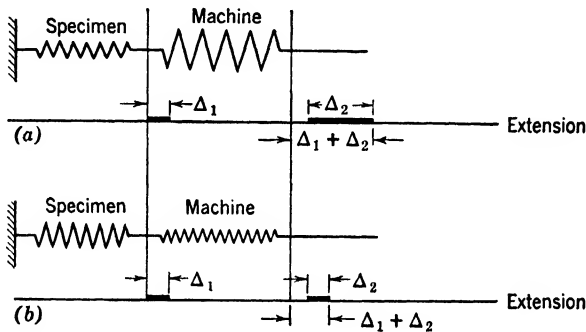 Specimen Machine
Δ₁ Δ₂
(a) Δ₁ + Δ₂ Extension
Specimen Machine
Δ₁ Δ₂
(b) Δ₁ + Δ₂ Extension